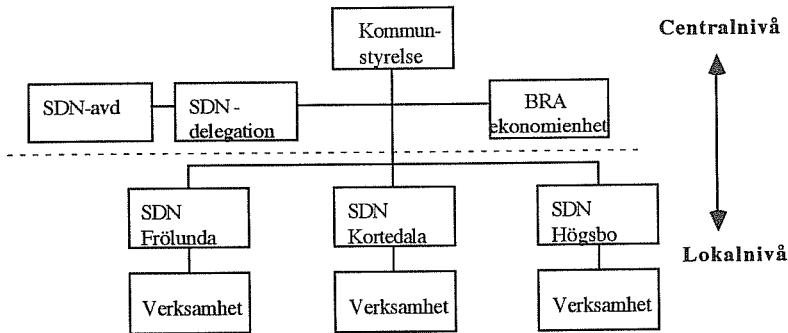 Kommun-
styrelse
Centralnivå
SDN-avd
SDN -
delegation
BRA
ekonomienhet
SDN
Frölunda
SDN
Kortedala
SDN
Högsbo
Lokalnivå
Verksamhet
Verksamhet
Verksamhet